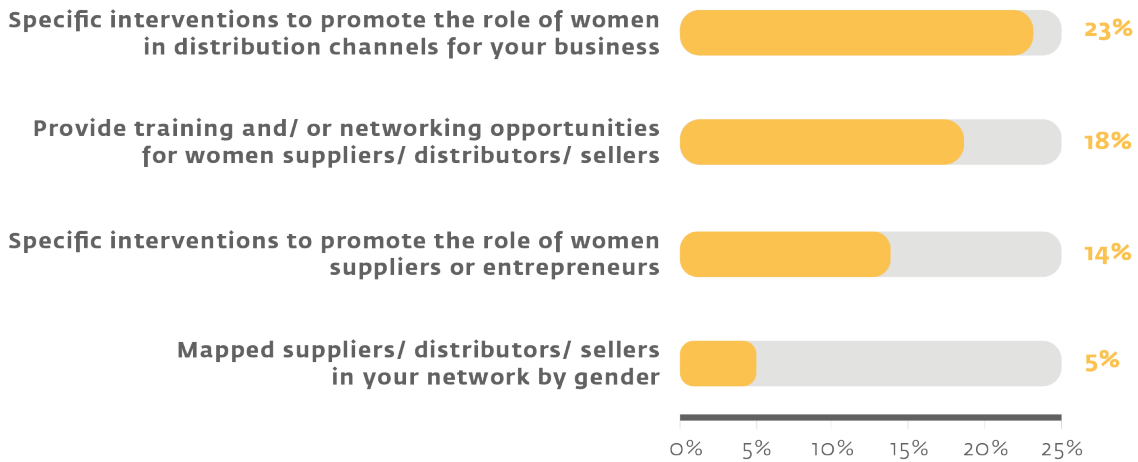 Specific interventions to promote the role of women
in distribution channels for your business
23%
Provide training and/ or networking opportunities
for women suppliers/ distributors/ sellers
18%
Specific interventions to promote the role of women
suppliers or entrepreneurs
14%
Mapped suppliers/ distributors/ sellers
in your network by gender
5%
0% 5% 10% 15% 20% 25%